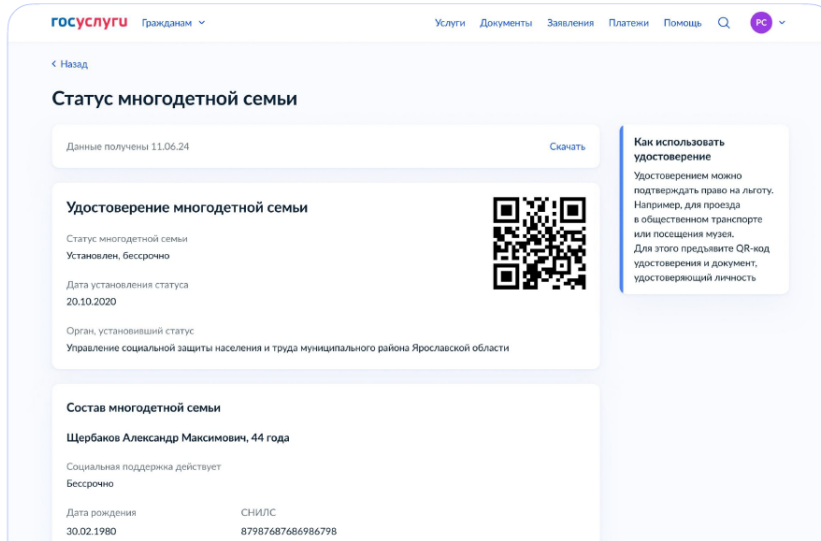 госуслуги Гражданам Услуги Документы Заявления Платежи Помощь РС
Назад
Статус многодетной семьи
Данные получены 11.06.24 Скачать
Удостоверение многодетной семьи
Статус многодетной семьи
Установлен, бессрочно
Дата установления статуса
20.10.2020
Орган, установивший статус
Управление социальной защиты населения и труда муниципального района Ярославской области
Состав многодетной семьи
Щербаков Александр Максимович, 44 года
Социальная поддержка действует
Бессрочно
Дата рождения СНИЛС
30.02.1980 87987687686986798
Как использовать
удостоверение
Удостоверением можно
подтверждать право на льготу.
Например, для проезда
в общественном транспорте
или посещения музея.
Для этого предъявите QR-код
удостоверения и документ,
удостоверяющий личность